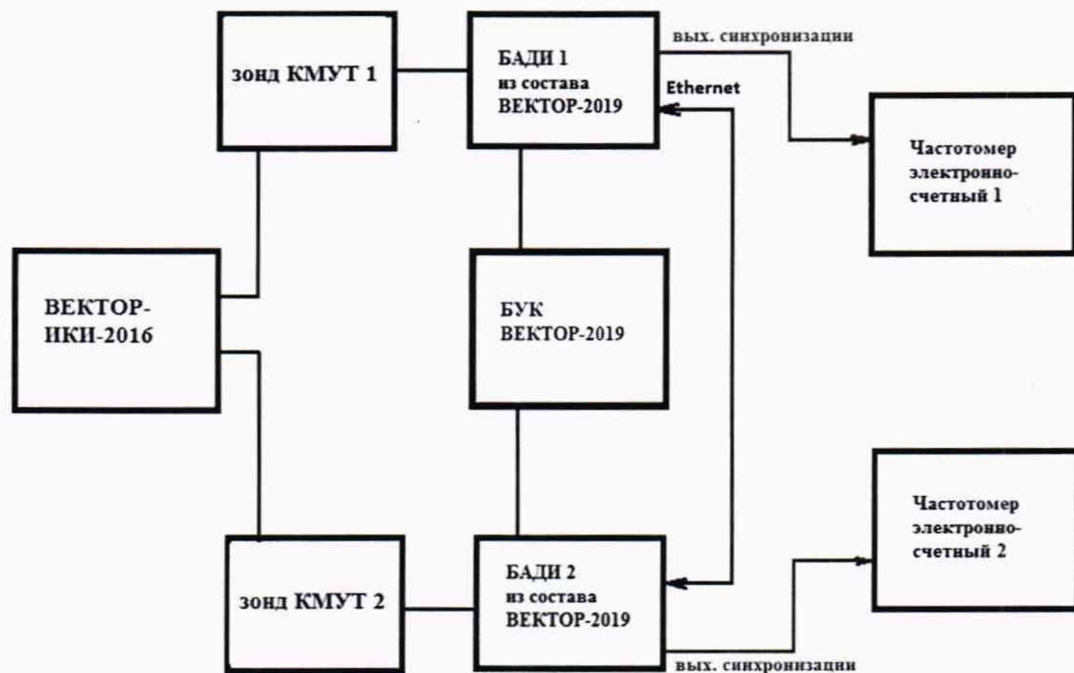 вых. синхронизации
зонд КМУТ 1
БАДИ 1
из состава
ВЕКТОР-2019
Ethernet
Частотомер
электронно-
счетный 1
ВЕКТОР-
ИКИ-2016
БУК
ВЕКТОР-2019
Частотомер
электронно-
счетный 2
зонд КМУТ 2
БАДИ 2
из состава
ВЕКТОР-2019
вых. синхронизации